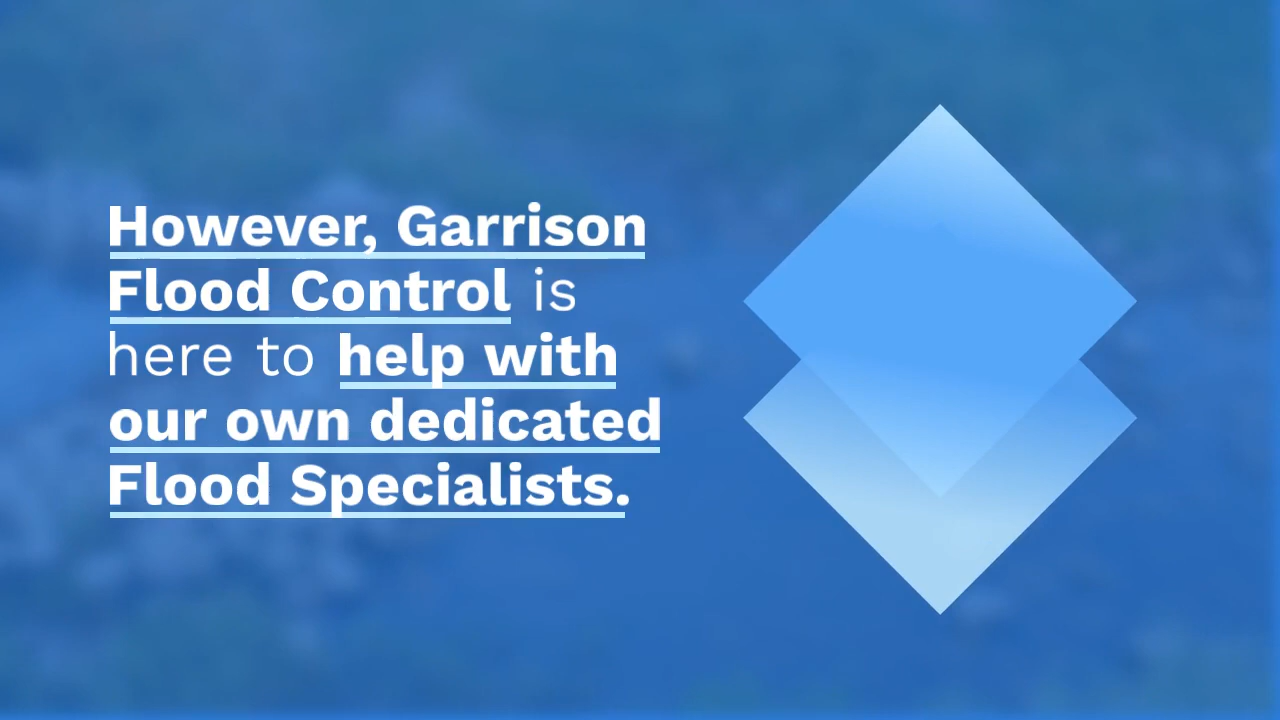 However, Garrison
Flood Control is
here to help with
our own dedicated
Flood Specialists.